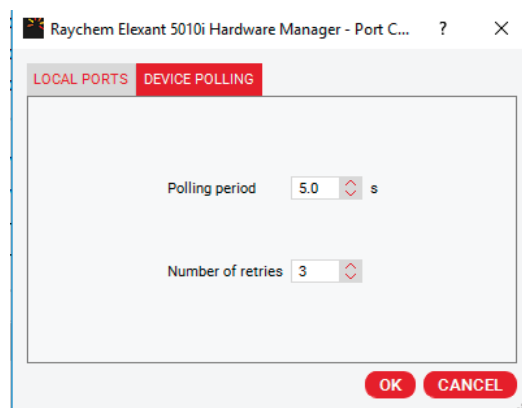 Raychem Elexant 5010i Hardware Manager - Port C... ?
LOCAL PORTS DEVICE POLLING
Polling period 5.0 s
Number of retries 3
OK CANCEL